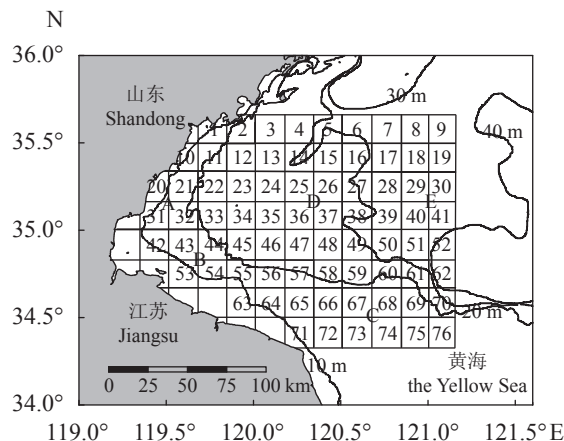 N
36.0°
35.5°
35.0°
34.5°
34.0°
山东
Shandong
30 m
40 m
1 2 3 4 5 6 7 8 9
10 11 12 13 14 15 16 17 18 19
20 21 22 23 24 25 26 27 28 29 30
A D E
31 32 33 34 35 36 37 38 39 40 41
42 43 44 45 46 47 48 49 50 51 52
B
53 54 55 56 57 58 59 60 61 62
63 64 65 66 67 68 69 70
C
20 m
71 72 73 74 75 76
江苏
Jiangsu
10 m
黄海
the Yellow Sea
0 25 50 75 100 km
119.0° 119.5° 120.0° 120.5° 121.0° 121.5° E